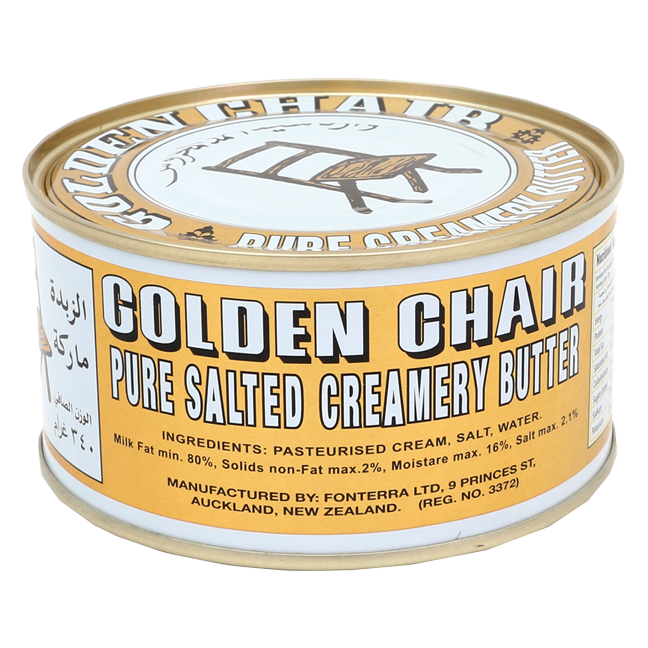 GOLDEN CHAIR
PURE CREAMERY BUTTER
GOLDEN CHAIR
PURE SALTED CREAMERY BUTTER
INGREDIENTS: PASTEURISED CREAM, SALT, WATER.
Milk Fat min. 80%, Solids non-Fat max.2%, Moistare max. 16%, Salt max. 2.1%
MANUFACTURED BY: FONTERRA LTD, 9 PRINCES ST,
AUCKLAND, NEW ZEALAND. (REG. NO. 3372)
الزبدة
ماركة
الوزن الصافي
٣٤٠ غرام